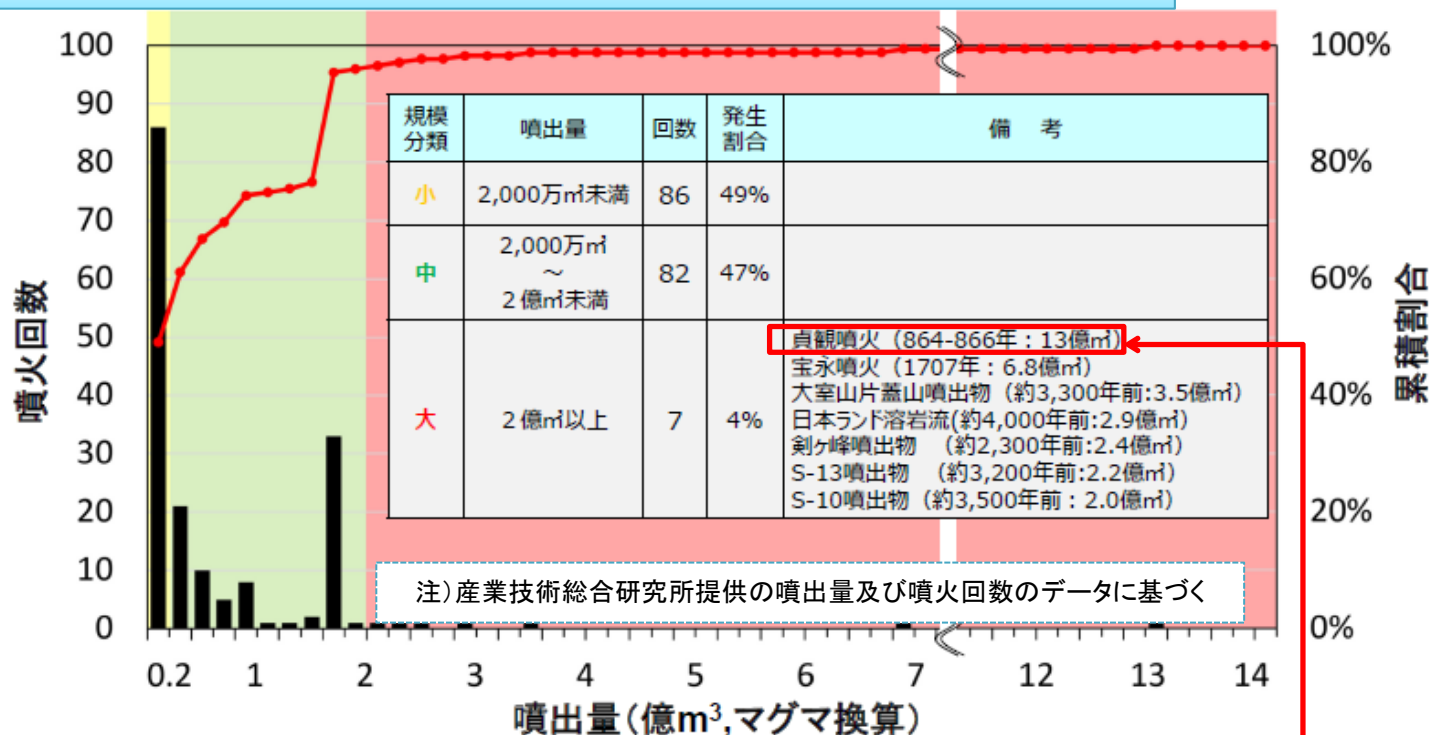 100
90
80
70
60
50
40
30
20
10
0
噴火回数
100%
80%
60%
40%
20%
0%
累積割合
規模分類 噴出量 回数 発生割合 備 考
小 2,000万㎥未満 86 49%
中 2,000万㎥～2億㎥未満 82 47%
大 2億㎥以上 7 4%
貞観噴火（864-866年：13億㎥）
宝永噴火（1707年：6.8億㎥）
大室山片蓋山噴出物（約3,300年前:3.5億㎥）
日本ランド溶岩流(約4,000年前:2.9億㎥）
剣ヶ峰噴出物 （約2,300年前:2.4億㎥）
S-13噴出物 （約3,200年前:2.2億㎥）
S-10噴出物（約3,500年前：2.0億㎥）
注）産業技術総合研究所提供の噴出量及び噴火回数のデータに基づく
0.2 1 2 3 4 5 6 7 12 13 14
噴出量（億m³,マグマ換算）